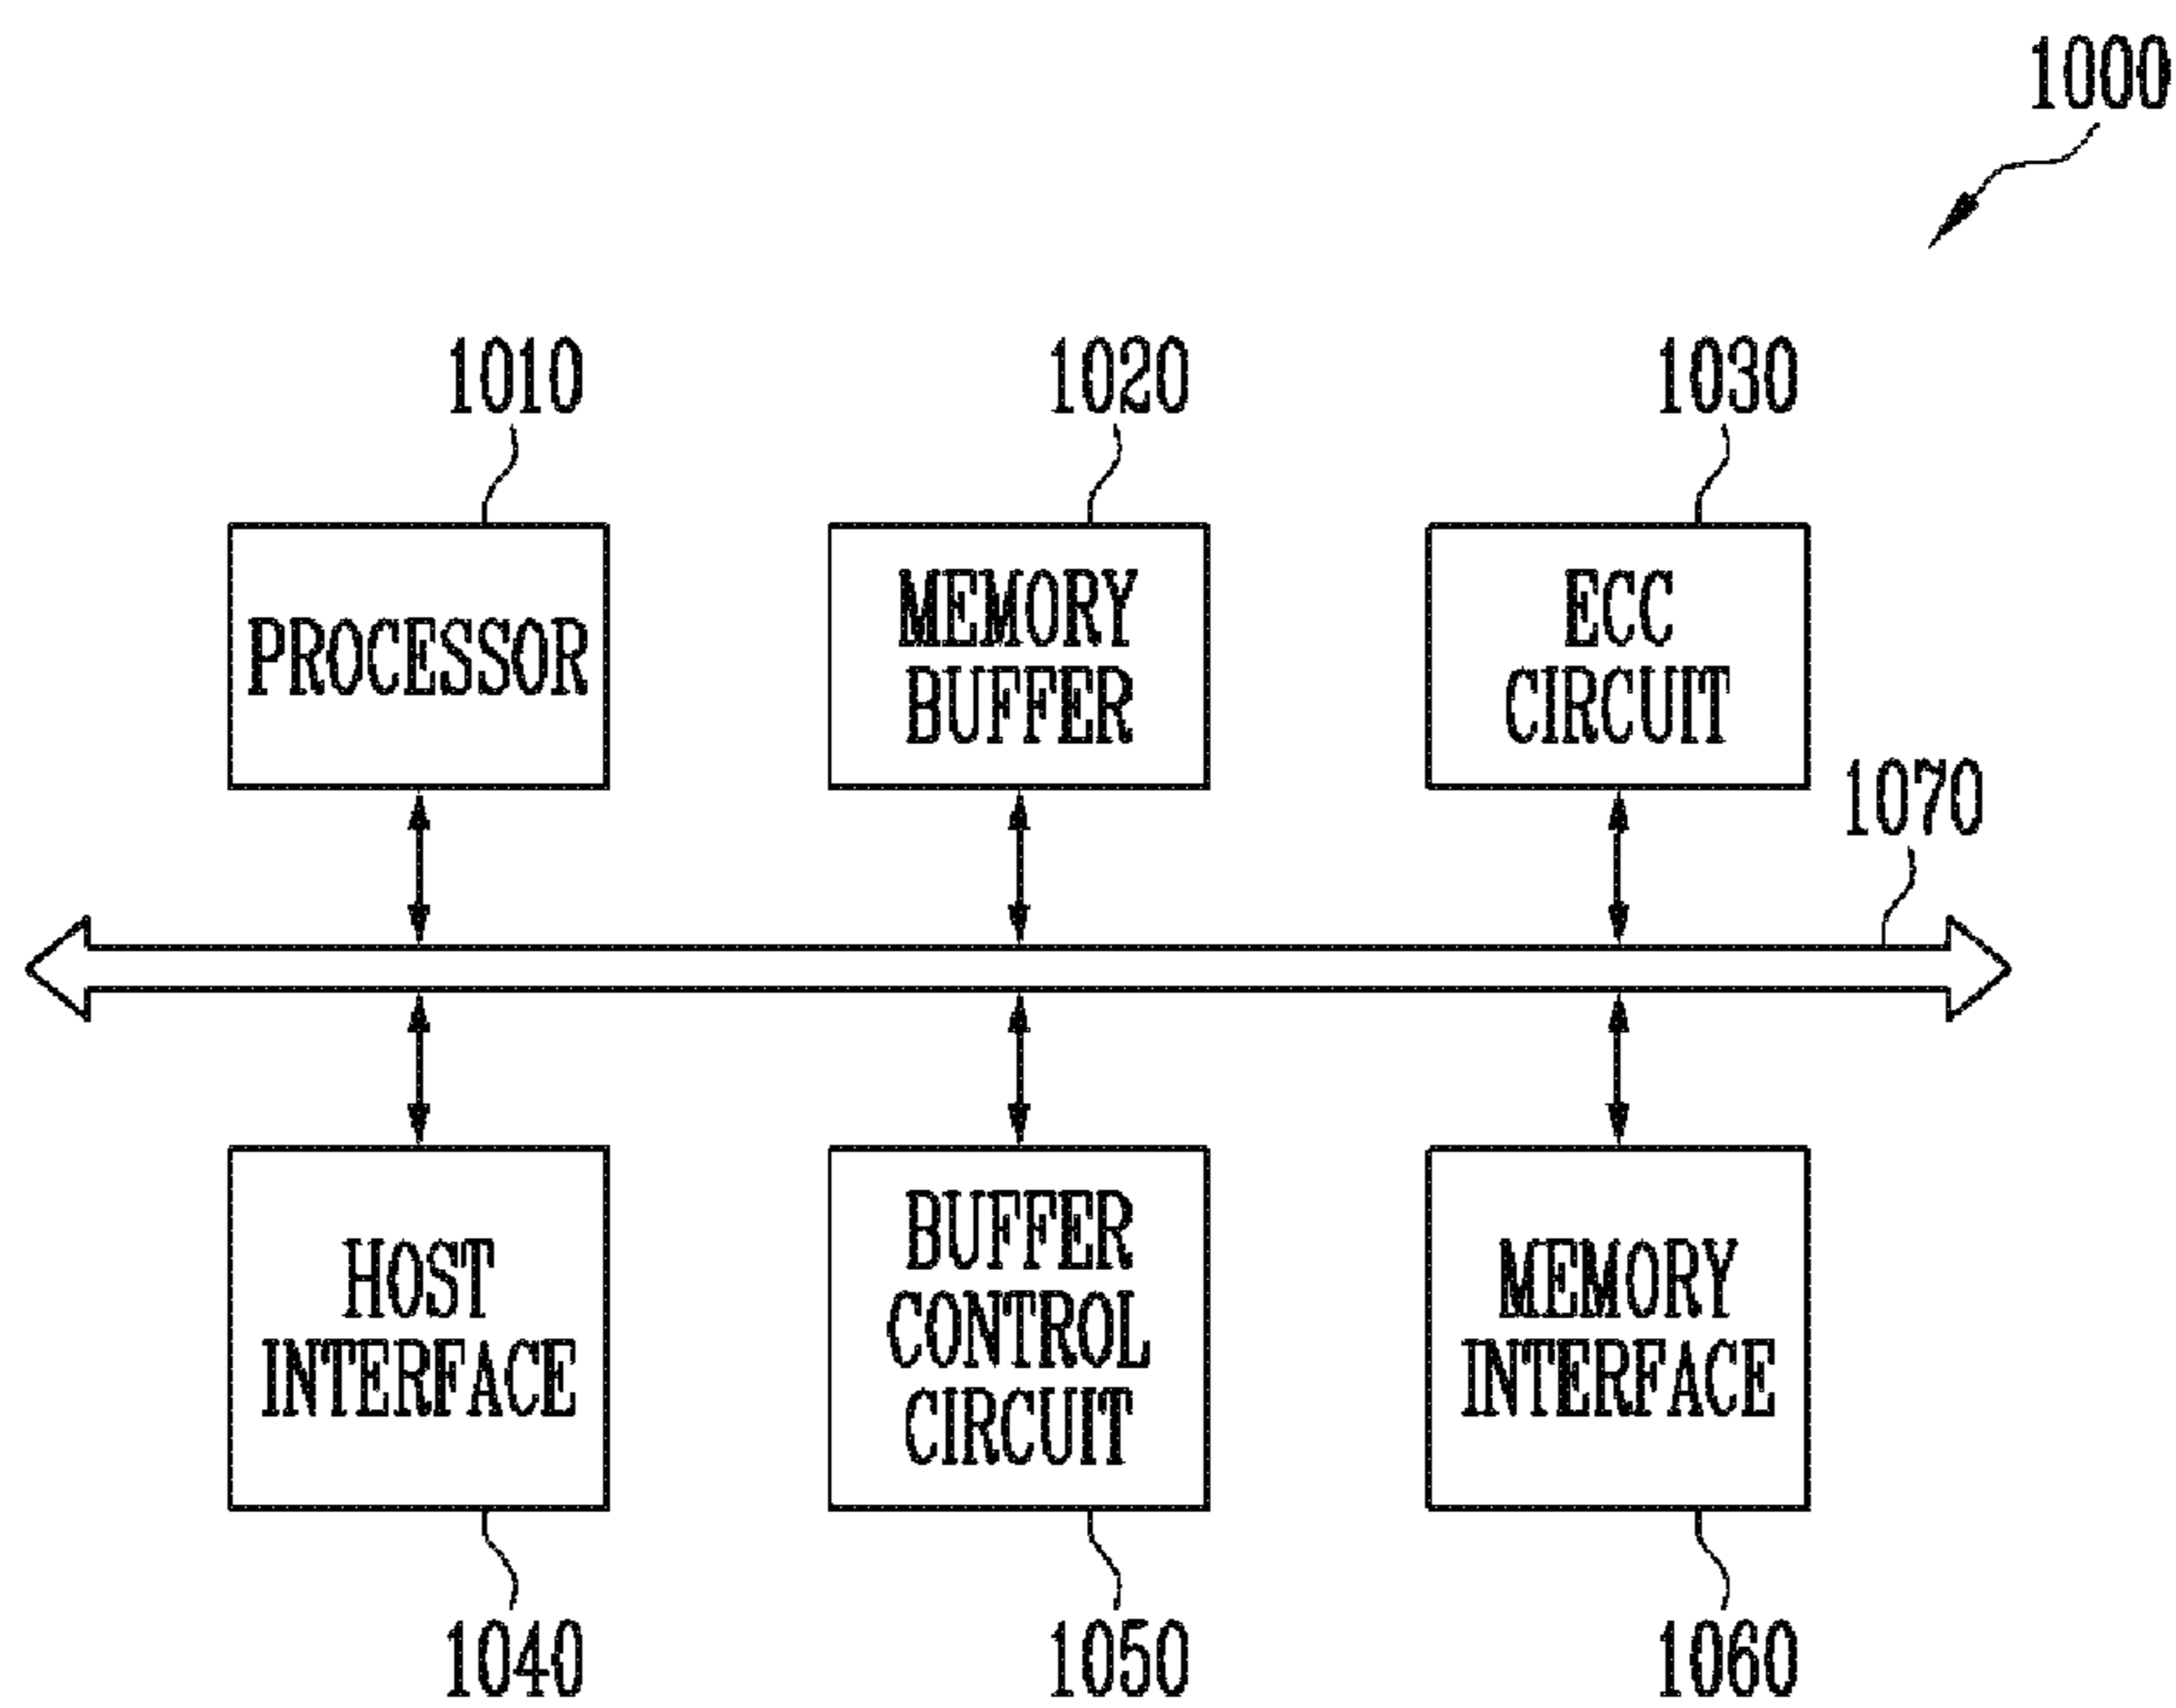 1000
1010
1020
1030
PROCESSOR
MEMORY
BUFFER
ECC
CIRCUIT
1070
HOST
INTERFACE
BUFFER
CONTROL
CIRCUIT
MEMORY
INTERFACE
1040
1050
1060